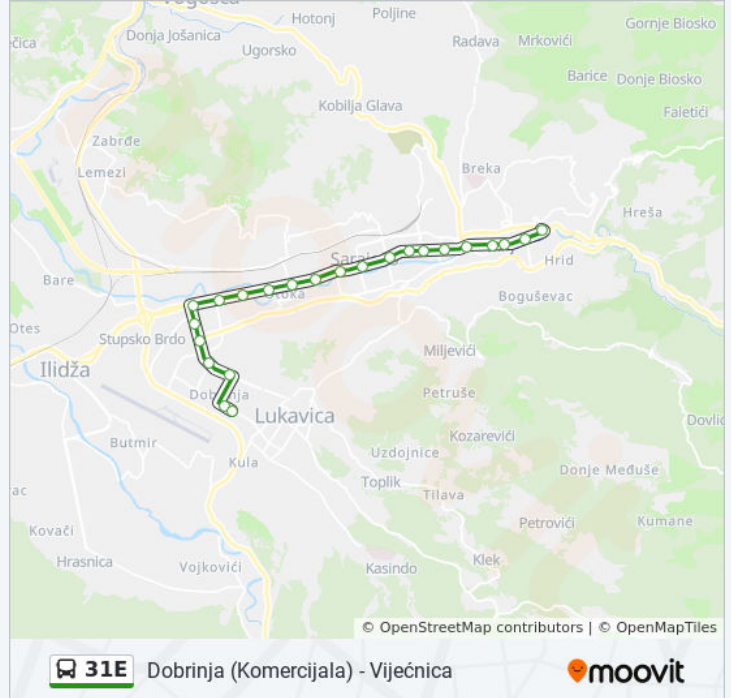 Vogošća
Hotonj
Poljine
Gornje Biosko
Donja Jošanica
Radava
Mrkovići
Ugorsko
Barice
Donje Biosko
Kobilja Glava
Faletići
Zabrđe
Lemezi
Breka
Hreša
Hrid
Bare
Boguševac
Otes
Stupsko Brdo
Miljevići
Ilidža
Petruše
Lukavica
Butmir
Kozarevići
Uzdojnice
Kula
Donje Međuše
Toplik
Tilava
Kovači
Petrovići
Kumane
Hrasnica
Vojkovići
Kasindo
Klek
© OpenStreetMap contributors | © OpenMapTiles
31E Dobrinja (Komercijala) - Vijećnica
moovit